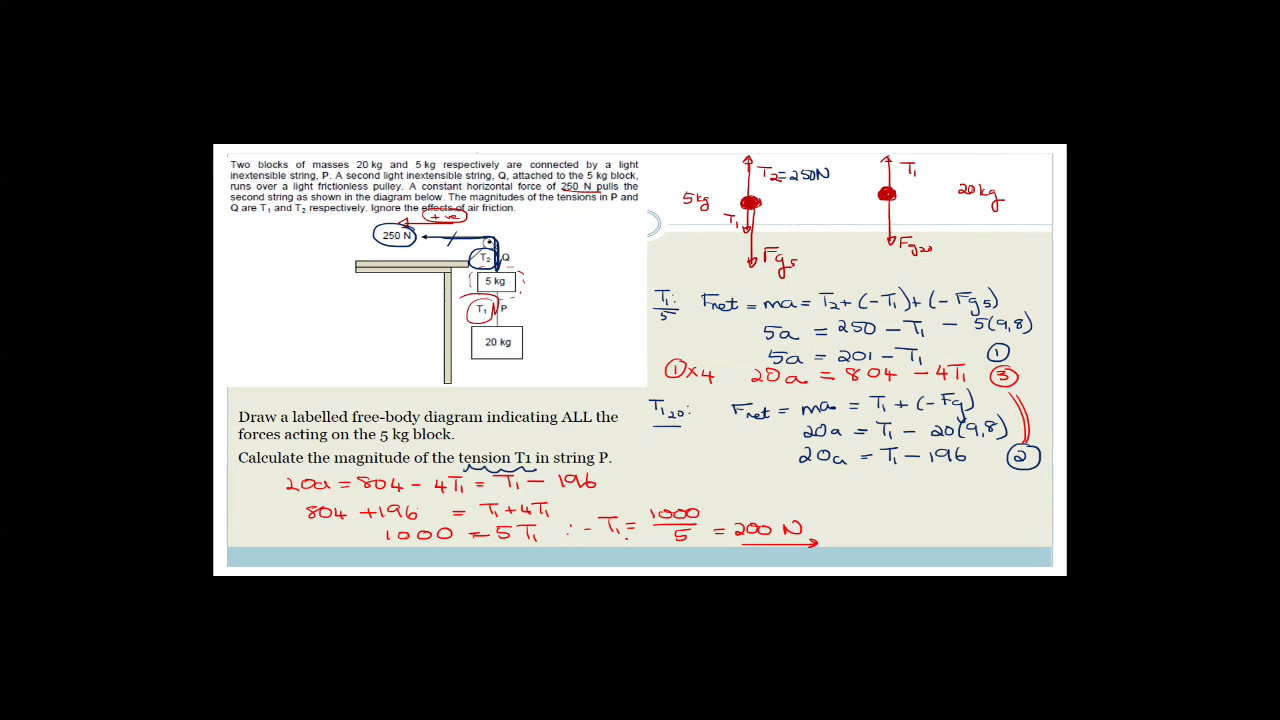 Two blocks of masses 20 kg and 5 kg respectively are connected by a light
inextensible string, P. A second light inextensible string, Q, attached to the 5 kg block,
runs over a light frictionless pulley. A constant horizontal force of 250 N pulls the
second string as shown in the diagram below. The magnitudes of the tensions in P and
Q are T1 and T2 respectively. Ignore the effects of air friction.
+ve
250 N
T2 Q
5 kg
T1 P
20 kg
T2 = 250N
5kg
T1
Fg5
T1
20kg
Fg20
T1: 5
Fnet = ma = T2 + (-T1) + (-Fg5)
5a = 250 - T1 - 5(9,8)
5a = 201 - T1 ①
①×4 20a = 804 - 4T1 ③
T1 20: Fnet = ma = T1 + (-Fg)
20a = T1 - 20(9,8)
20a = T1 - 196 ②
Draw a labelled free-body diagram indicating ALL the
forces acting on the 5 kg block.
Calculate the magnitude of the tension T1 in string P.
20a = 804 - 4T1 = T1 - 196
804 + 196 = T1 + 4T1
1000 = 5T1 ∴ T1 = 1000/5 = 200 N